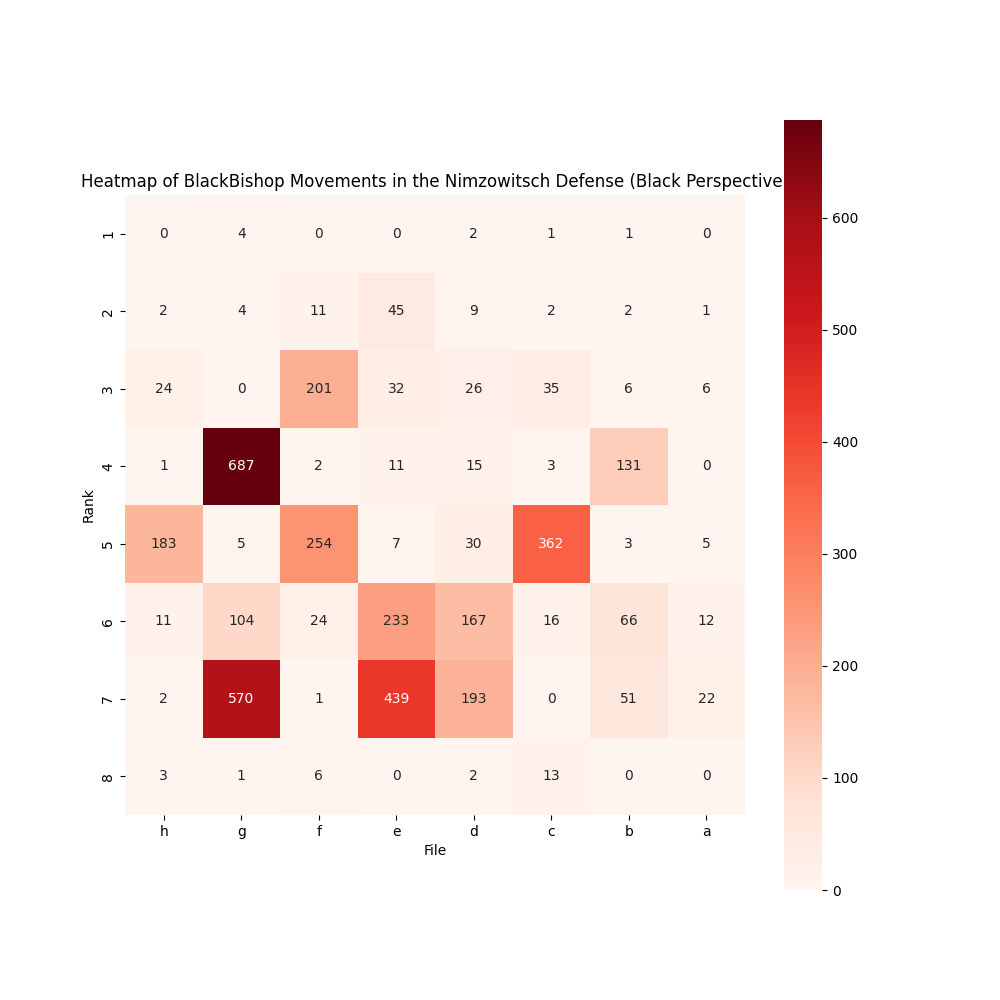 Heatmap of BlackBishop Movements in the Nimzowitsch Defense (Black Perspective
600
1 0 4 0 0 2 1 1 0
500
2 2 4 11 45 9 2 2 1
3 24 0 201 32 26 35 6 6
400
4 1 687 2 11 15 3 131 0
Rank
300
5 183 5 254 7 30 362 3 5
6 11 104 24 233 167 16 66 12
200
7 2 570 1 439 193 0 51 22
8 3 1 6 0 2 13 0 0
100
h g f e d c b a
File
0